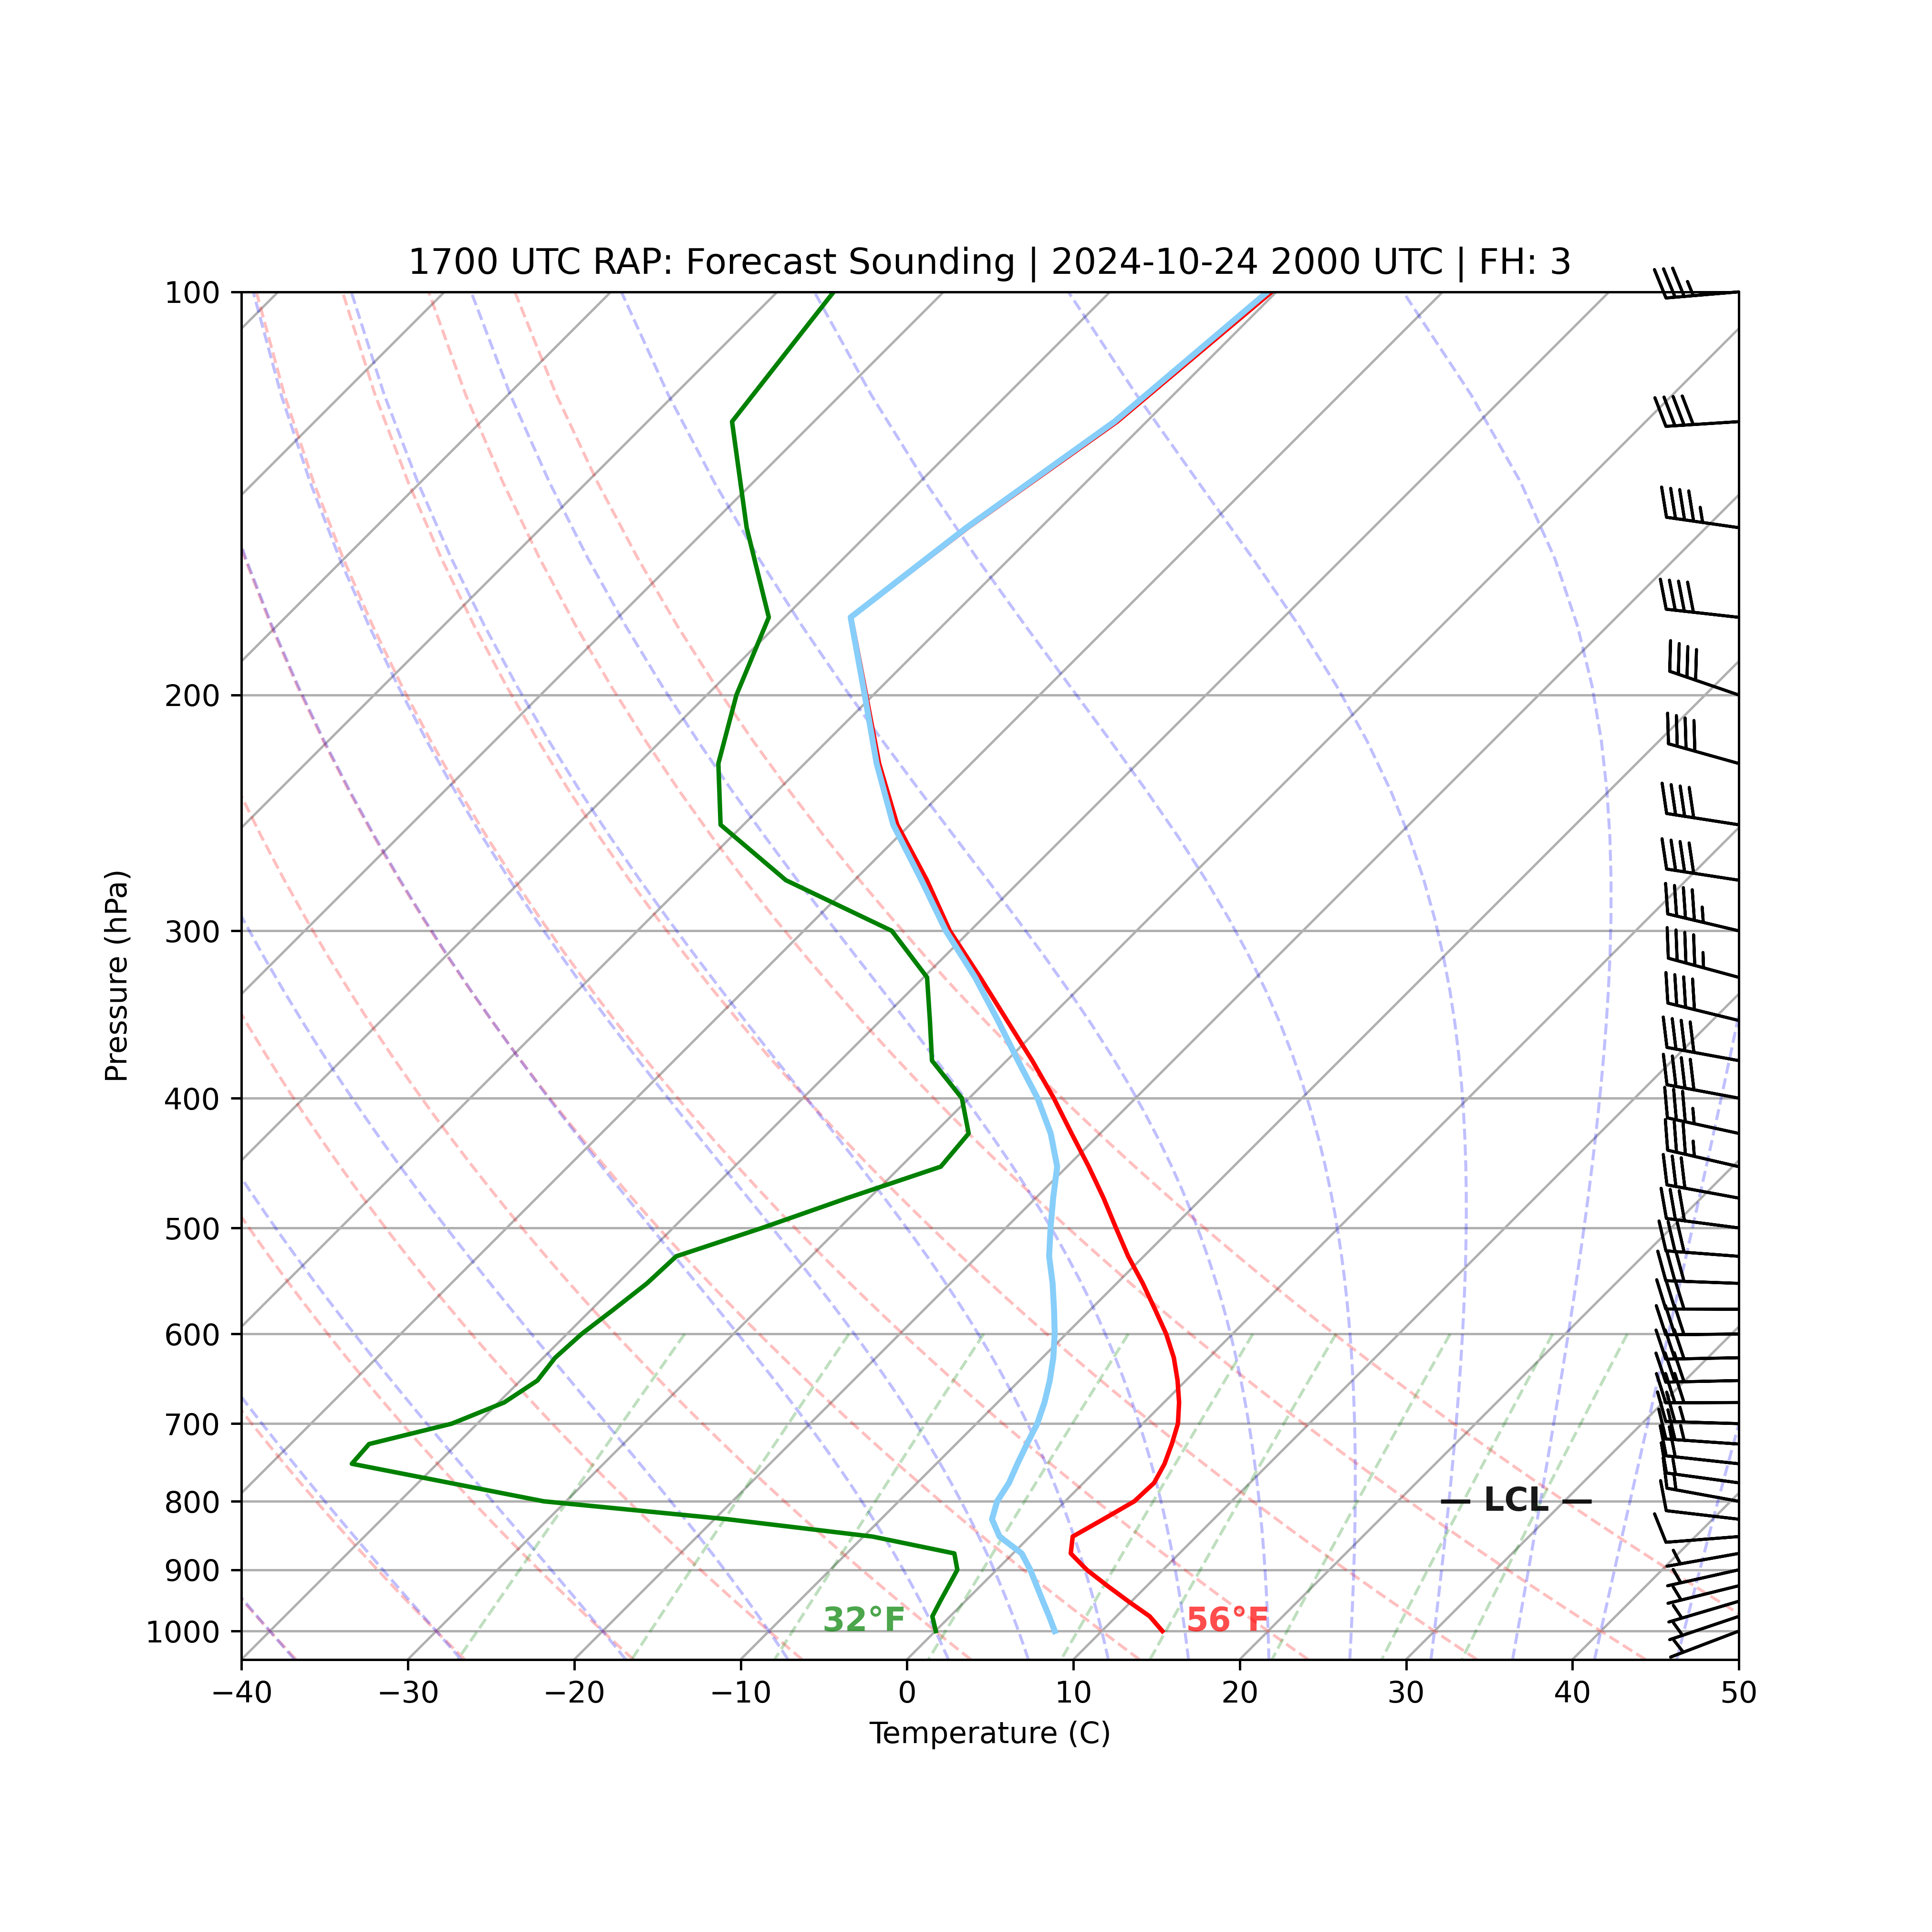 1700 UTC RAP: Forecast Sounding | 2024-10-24 2000 UTC | FH: 3
100
200
300
400
500
600
700
800
900
1000
Pressure (hPa)
LCL
32°F
56°F
−40 −30 −20 −10 0 10 20 30 40 50
Temperature (C)